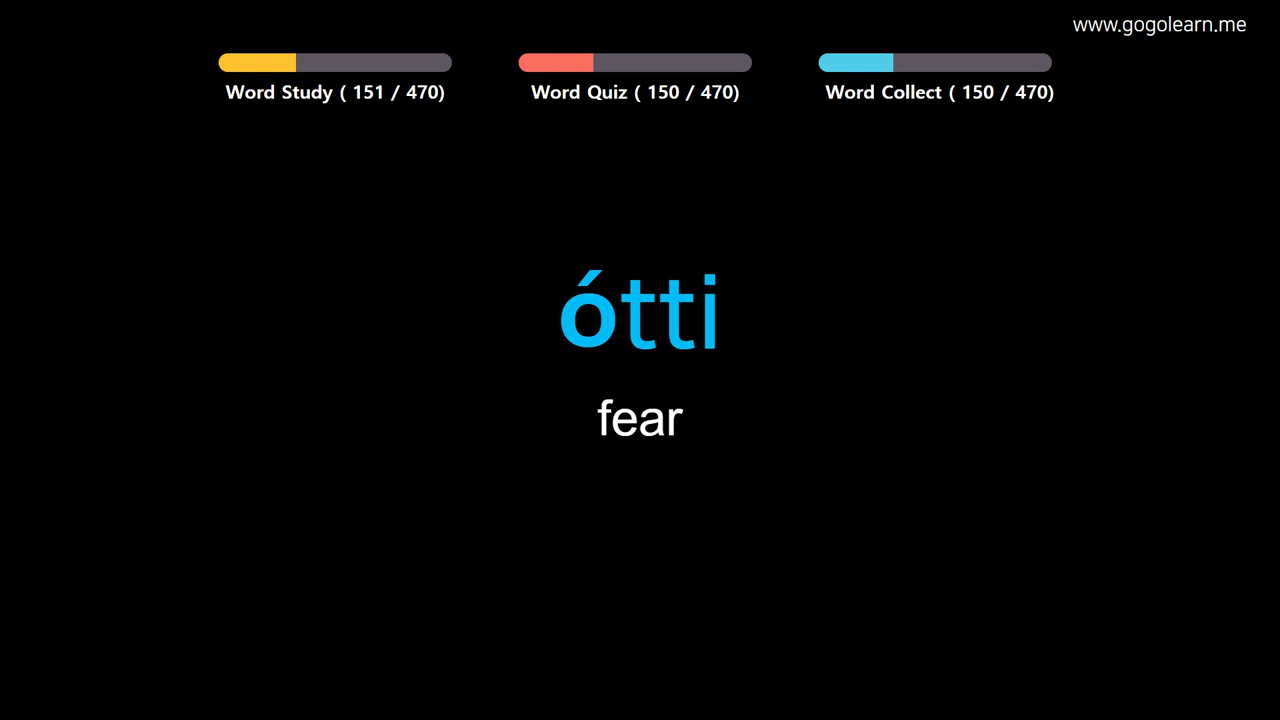 www.gogolearn.me
Word Study ( 151 / 470)
Word Quiz ( 150 / 470)
Word Collect ( 150 / 470)
ótti
fear